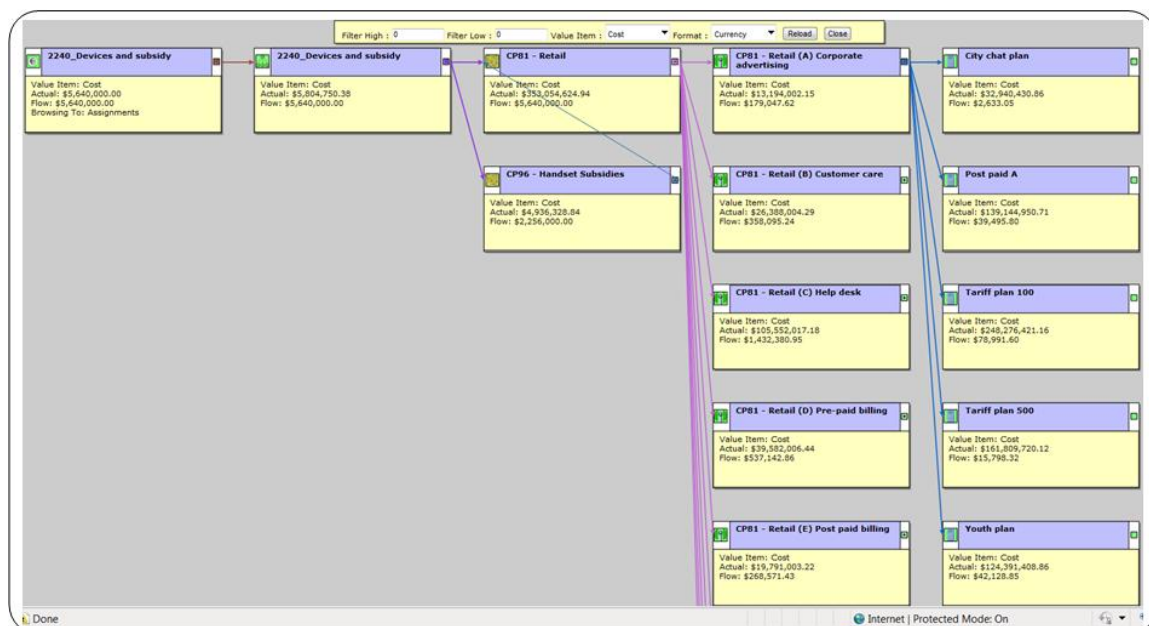 Filter High : 0 Filter Low : 0 Value Item : Cost Format : Currency Reload Close
2240_Devices and subsidy
Value Item: Cost
Actual: $5,640,000.00
Flow: $5,640,000.00
Browsing To: Assignments
2240_Devices and subsidy
Value Item: Cost
Actual: $5,804,750.38
Flow: $5,640,000.00
CP81 - Retail
Value Item: Cost
Actual: $353,054,624.94
Flow: $5,640,000.00
CP96 - Handset Subsidies
Value Item: Cost
Actual: $4,936,328.84
Flow: $2,256,000.00
CP81 - Retail (A) Corporate
advertising
Value Item: Cost
Actual: $13,194,002.15
Flow: $179,047.62
CP81 - Retail (B) Customer care
Value Item: Cost
Actual: $26,388,004.29
Flow: $358,095.24
CP81 - Retail (C) Help desk
Value Item: Cost
Actual: $105,552,017.18
Flow: $1,432,380.95
CP81 - Retail (D) Pre-paid billing
Value Item: Cost
Actual: $39,582,006.44
Flow: $537,142.86
CP81 - Retail (E) Post paid billing
Value Item: Cost
Actual: $19,791,003.22
Flow: $268,571.43
City chat plan
Value Item: Cost
Actual: $32,940,430.86
Flow: $2,633.05
Post paid A
Value Item: Cost
Actual: $139,144,950.71
Flow: $39,495.80
Tariff plan 100
Value Item: Cost
Actual: $248,276,421.16
Flow: $78,991.60
Tariff plan 500
Value Item: Cost
Actual: $161,809,720.12
Flow: $15,798.32
Youth plan
Value Item: Cost
Actual: $124,391,408.86
Flow: $42,128.85
Done
Internet | Protected Mode: On